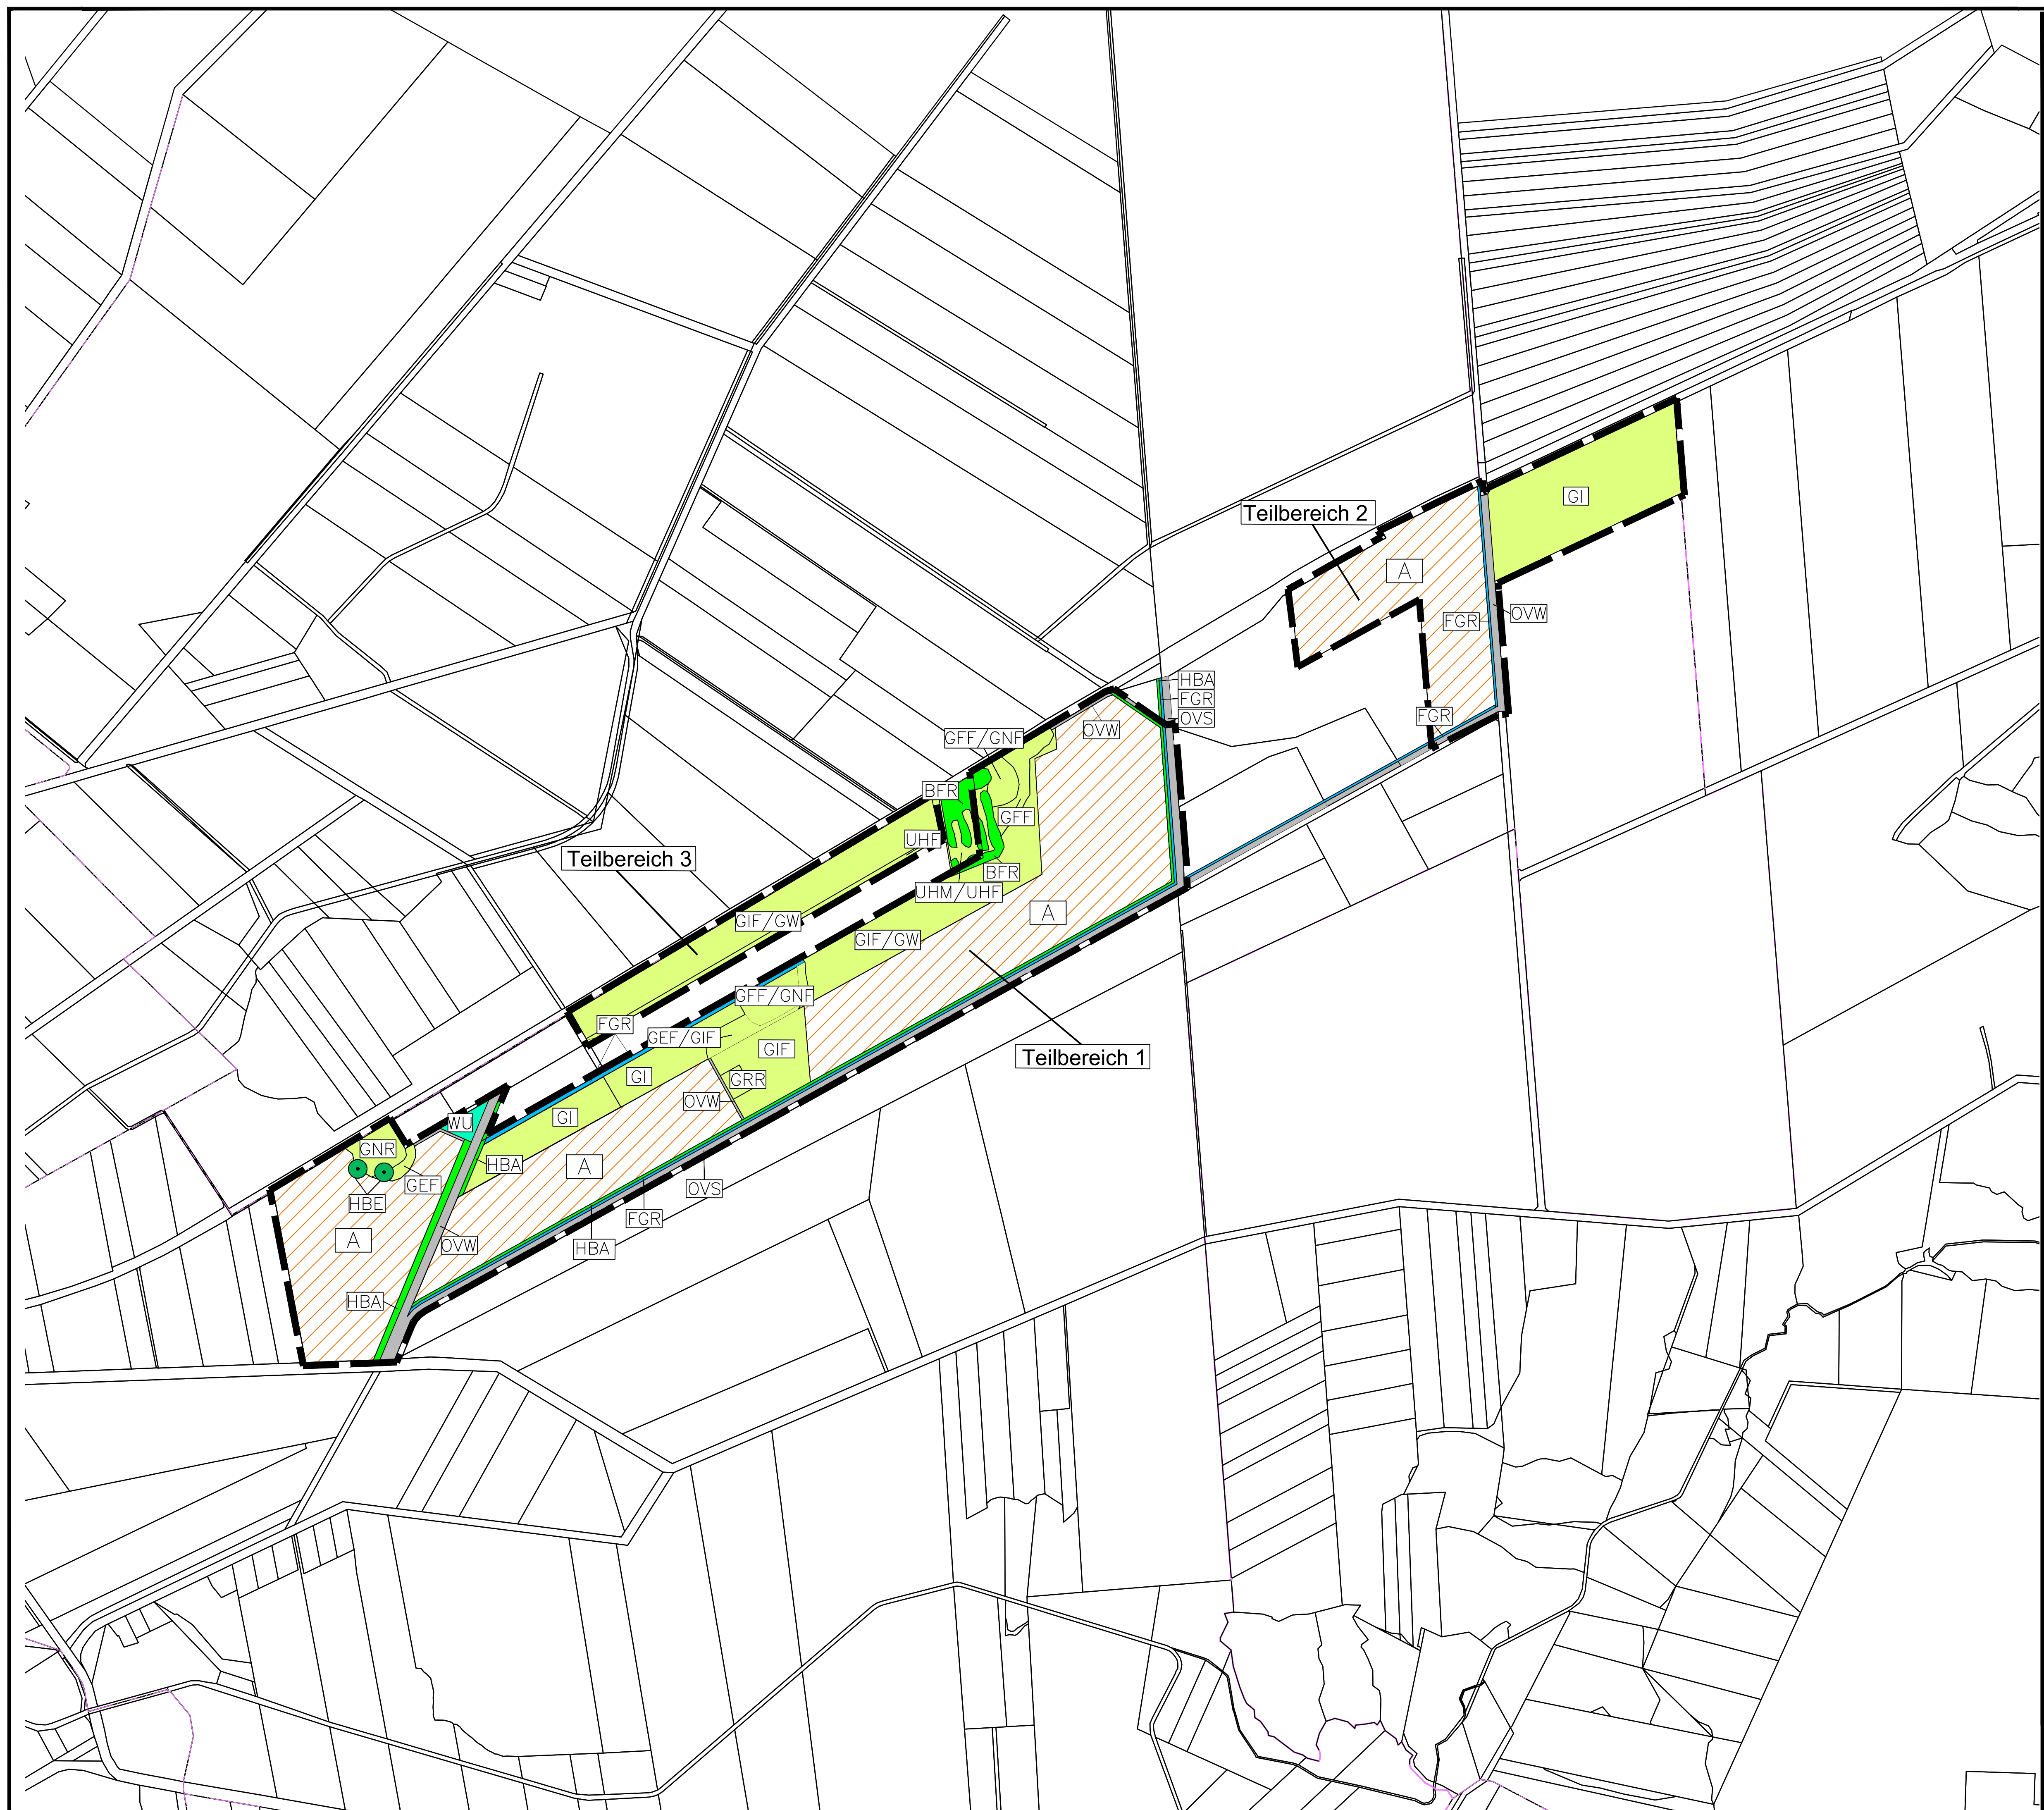 GI
Teilbereich 2
A
FGR
OVW
HBA
FGR
OVS
FGR
OVW
GFF/GNF
BFR
GFF
UHF
Teilbereich 3
BFR
UHM/UHF
GIF/GW
A
GIF/GW
GFF/GNF
FGR
GEF/GIF
GIF
Teilbereich 1
GI
GRR
OVW
GI
WU
GNR
HBA
A
GEF
OVS
HBE
FGR
A
OVW
HBA
HBA